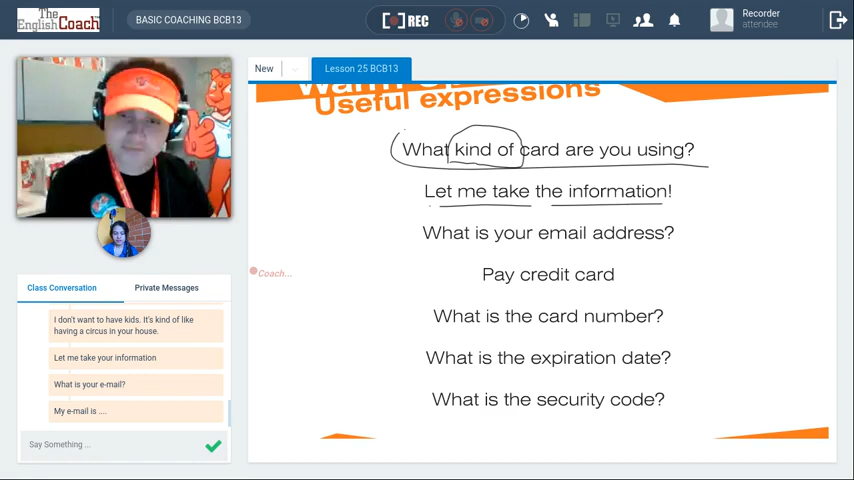 The
EnglishCoach
BASIC COACHING BCB13
REC
Recorder
attendee
New
Lesson 25 BCB13
Useful expressions
What kind of card are you using?
Let me take the information!
What is your email address?
Coach...
Pay credit card
What is the card number?
What is the expiration date?
What is the security code?
Class Conversation
Private Messages
I don't want to have kids. It's kind of like
having a circus in your house.
Let me take your information
What is your e-mail?
My e-mail is ....
Say Something ...